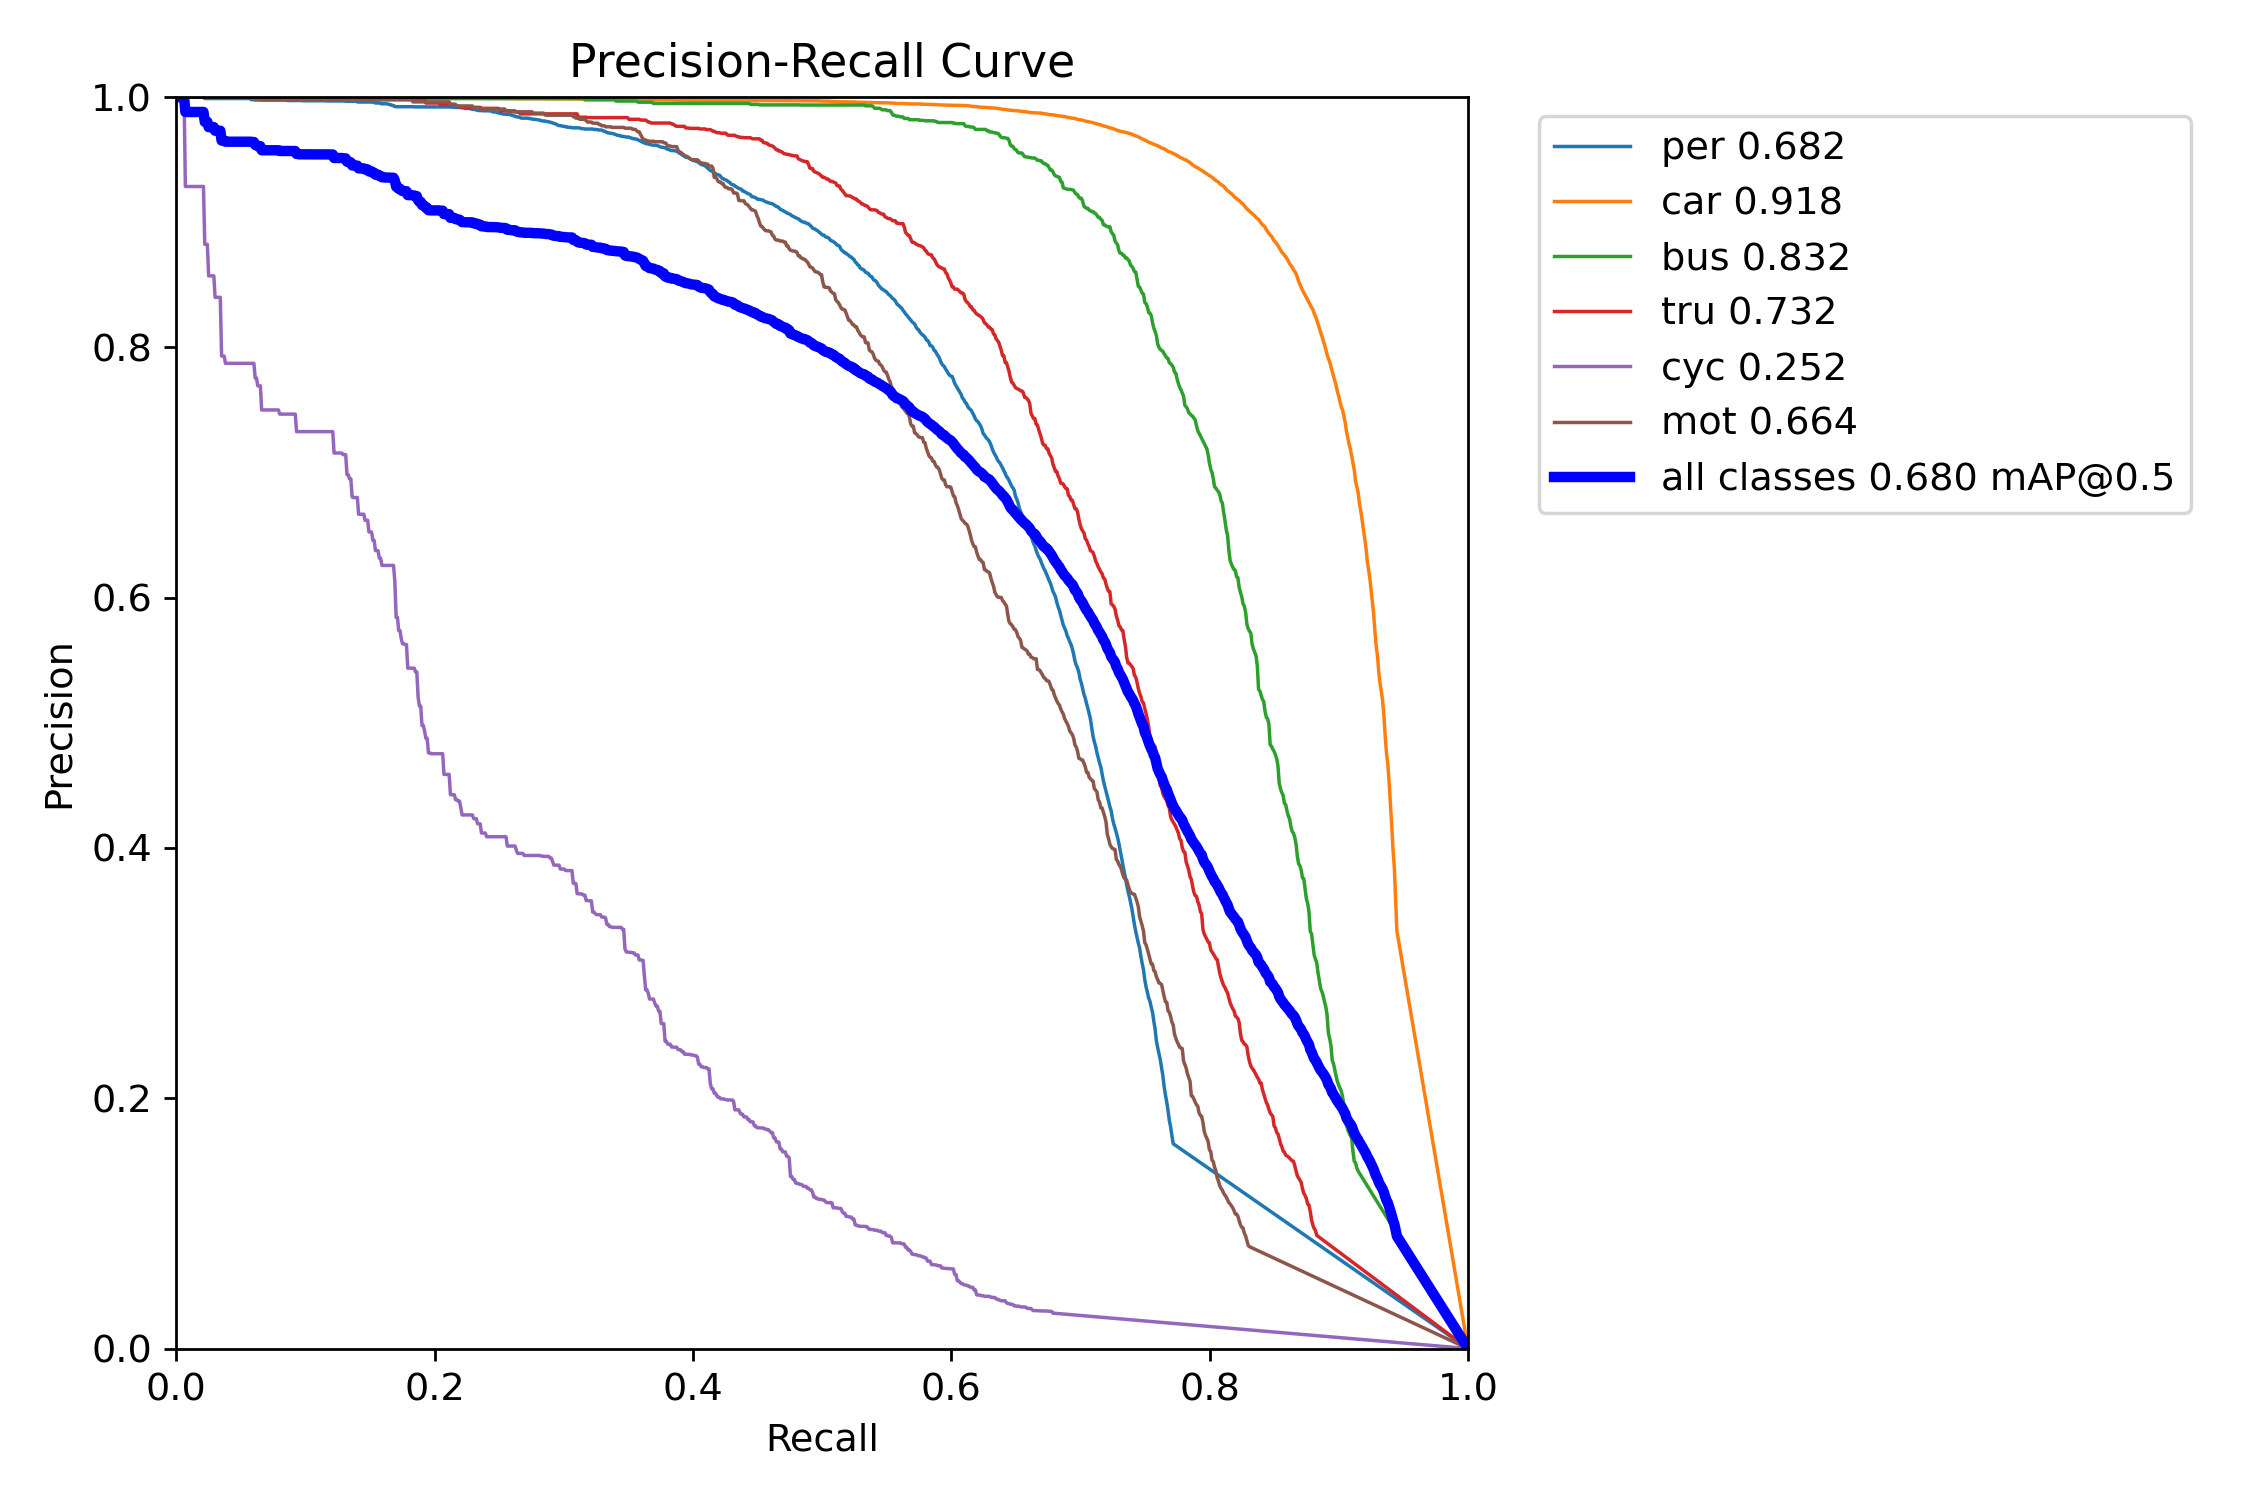 Precision-Recall Curve
1.0
0.8
0.6
0.4
0.2
0.0
Precision
0.0 0.2 0.4 0.6 0.8 1.0
Recall
per 0.682
car 0.918
bus 0.832
tru 0.732
cyc 0.252
mot 0.664
all classes 0.680 mAP@0.5